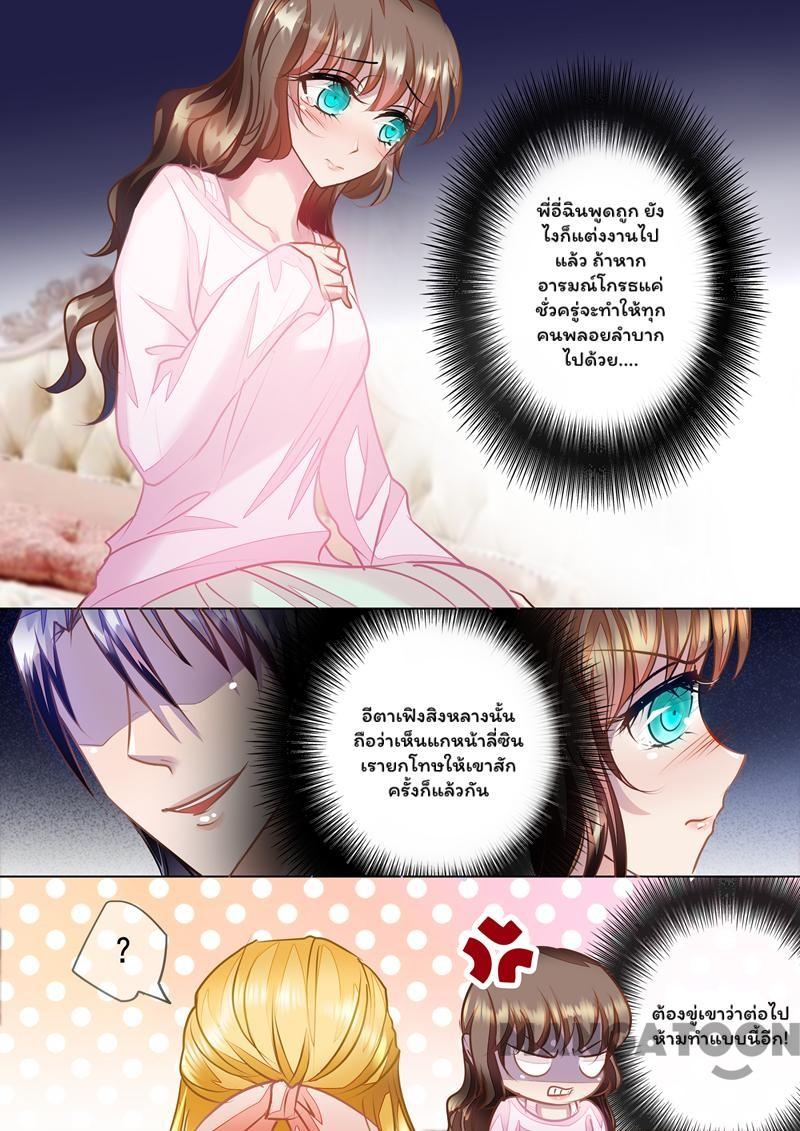 พี่อี่ฉินพูดถูก ยัง
ไงก็แต่งงานไป
แล้ว ถ้าหาก
อารมณ์โกรธแค่
ชั่วครู่จะทำให้ทุก
คนพลอยลำบาก
ไปด้วย....
อีตาเฟิงสิงหลางนั้น
ถือว่าเห็นแกหน้าลี่ซิน
เรายกโทษให้เขาสัก
ครั้งก็แล้วกัน
?
ต้องขู่เขาว่าต่อไป
ห้ามทำแบบนี้อีก!
MANGATOON